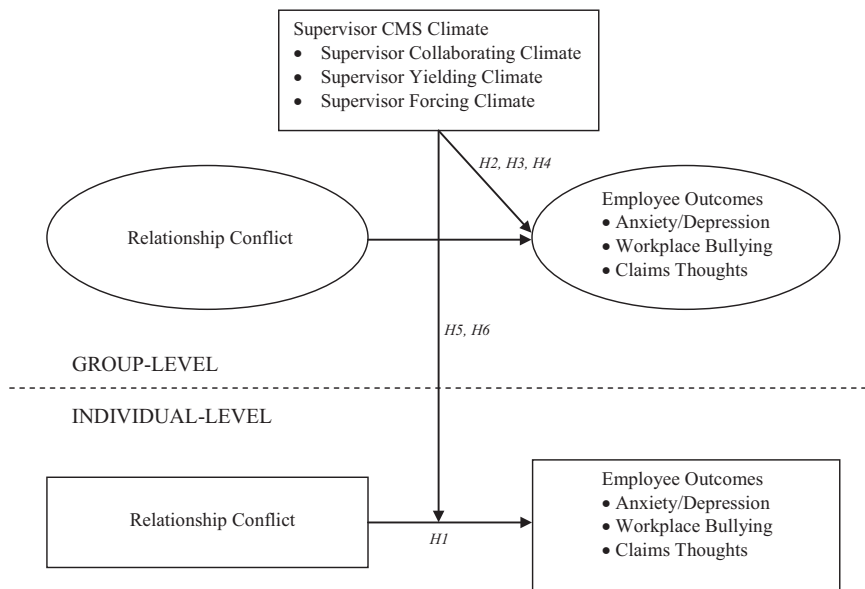 Supervisor CMS Climate
• Supervisor Collaborating Climate
• Supervisor Yielding Climate
• Supervisor Forcing Climate
H2, H3, H4
Relationship Conflict
Employee Outcomes
• Anxiety/Depression
• Workplace Bullying
• Claims Thoughts
H5, H6
GROUP-LEVEL
INDIVIDUAL-LEVEL
Relationship Conflict
H1
Employee Outcomes
• Anxiety/Depression
• Workplace Bullying
• Claims Thoughts